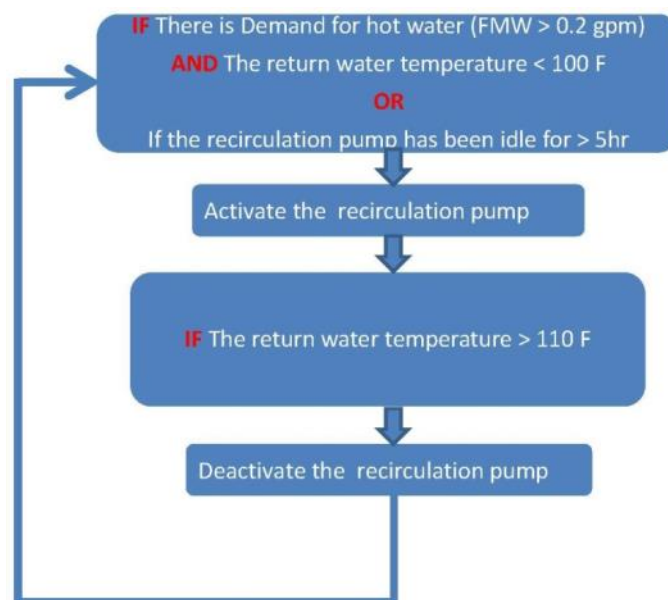 IF There is Demand for hot water (FMW > 0.2 gpm)
AND The return water temperature < 100 F
OR
If the recirculation pump has been idle for > 5hr
Activate the recirculation pump
IF The return water temperature > 110 F
Deactivate the recirculation pump